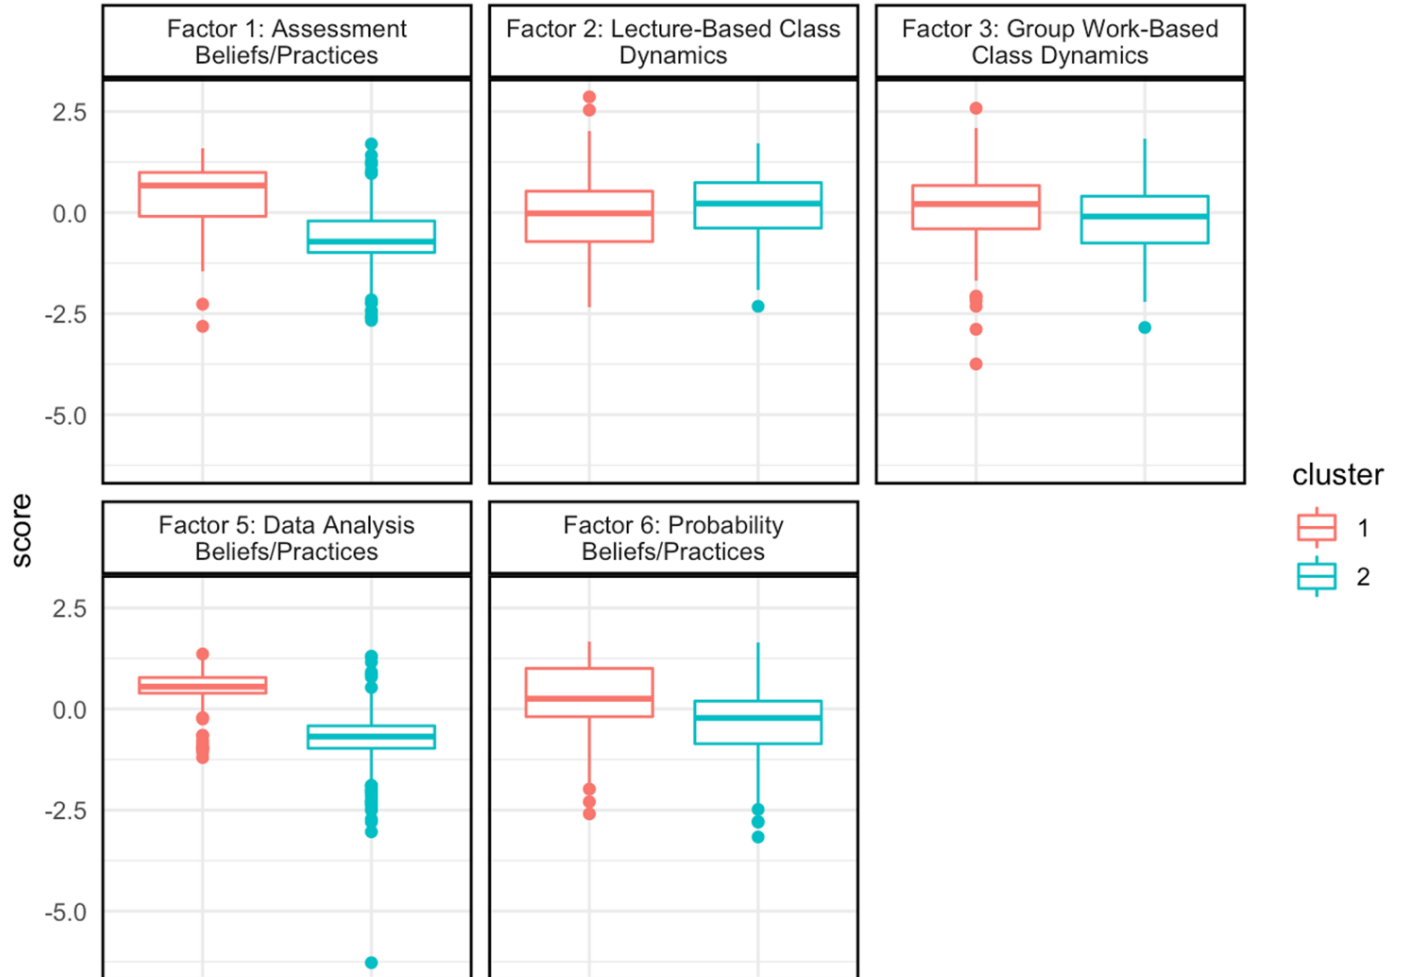 Factor 1: Assessment
Beliefs/Practices
Factor 2: Lecture-Based Class
Dynamics
Factor 3: Group Work-Based
Class Dynamics
2.5
0.0
-2.5
-5.0
score
Factor 5: Data Analysis
Beliefs/Practices
Factor 6: Probability
Beliefs/Practices
2.5
0.0
-2.5
-5.0
cluster
1
2